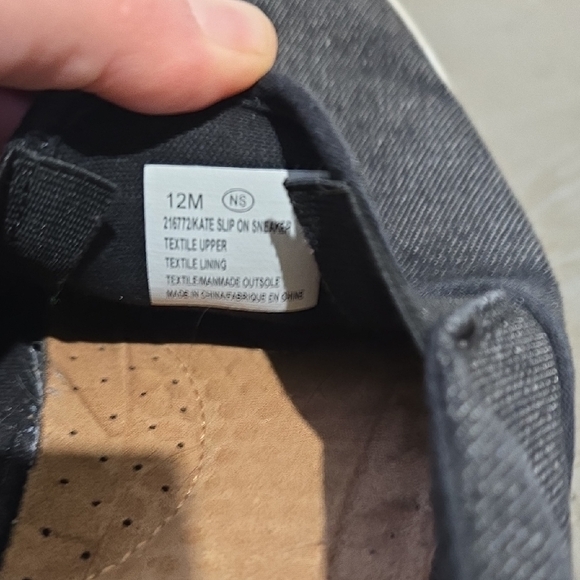 12M NS
216772/KATE SLIP ON SNEAKER
TEXTILE UPPER
TEXTILE LINING
TEXTILE/MANMADE OUTSOLE
MADE IN CHINA/FABRIQUE EN CHINE